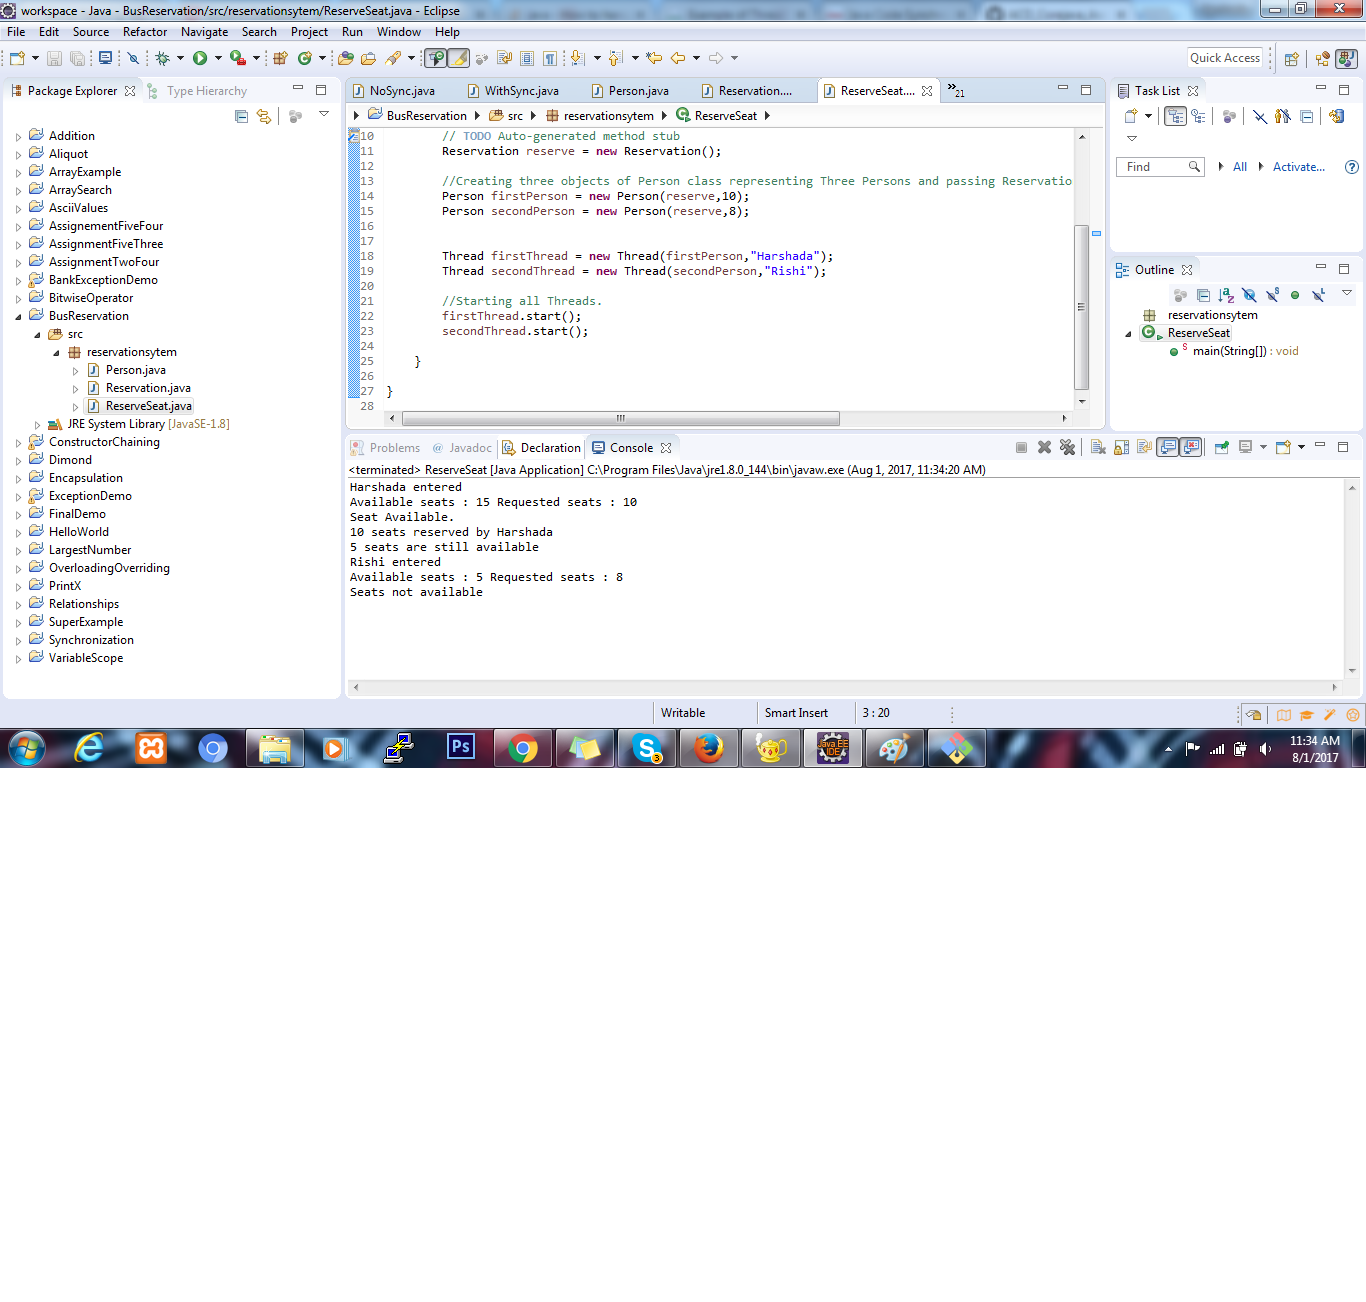 workspace - Java - BusReservation/src/reservationsytem/ReserveSeat.java - Eclipse
File Edit Source Refactor Navigate Search Project Run Window Help
Quick Access
Package Explorer Type Hierarchy
Addition
Aliquot
ArrayExample
ArraySearch
AsciiValues
AssignementFiveFour
AssignmentFiveThree
AssignmentTwoFour
BankExceptionDemo
BitwiseOperator
BusReservation
src
reservationsytem
Person.java
Reservation.java
ReserveSeat.java
JRE System Library [JavaSE-1.8]
ConstructorChaining
Dimond
Encapsulation
ExceptionDemo
FinalDemo
HelloWorld
LargestNumber
OverloadingOverriding
PrintX
Relationships
SuperExample
Synchronization
VariableScope
NoSync.java WithSync.java Person.java Reservation.... ReserveSeat.... »21
BusReservation src reservationsytem ReserveSeat
10 // TODO Auto-generated method stub
11 Reservation reserve = new Reservation();
12
13 //Creating three objects of Person class representing Three Persons and passing Reservatio
14 Person firstPerson = new Person(reserve,10);
15 Person secondPerson = new Person(reserve,8);
16
17
18 Thread firstThread = new Thread(firstPerson,"Harshada");
19 Thread secondThread = new Thread(secondPerson,"Rishi");
20
21 //Starting all Threads.
22 firstThread.start();
23 secondThread.start();
24
25 }
26
27 }
28
Problems @ Javadoc Declaration Console
<terminated> ReserveSeat [Java Application] C:\Program Files\Java\jre1.8.0_144\bin\javaw.exe (Aug 1, 2017, 11:34:20 AM)
Harshada entered
Available seats : 15 Requested seats : 10
Seat Available.
10 seats reserved by Harshada
5 seats are still available
Rishi entered
Available seats : 5 Requested seats : 8
Seats not available
Task List
Find All Activate...
Outline
reservationsytem
ReserveSeat
main(String[]) : void
Writable Smart Insert 3 : 20
Ps
Java EE
IDE
3
11:34 AM
8/1/2017